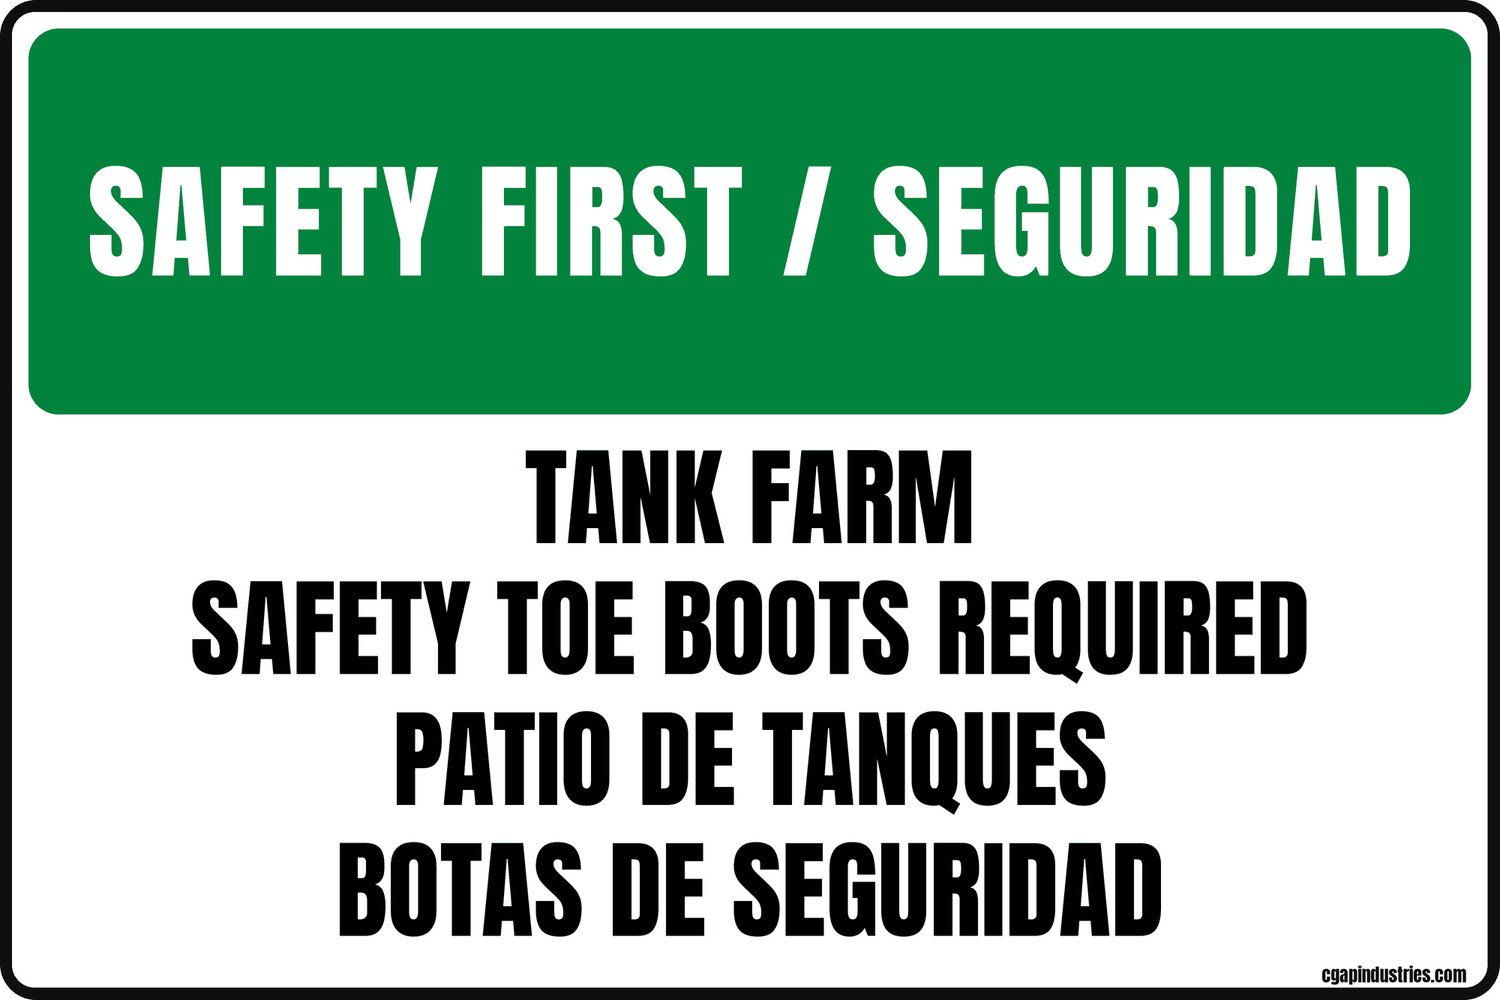 SAFETY FIRST / SEGURIDAD
TANK FARM
SAFETY TOE BOOTS REQUIRED
PATIO DE TANQUES
BOTAS DE SEGURIDAD
cgapindustries.com